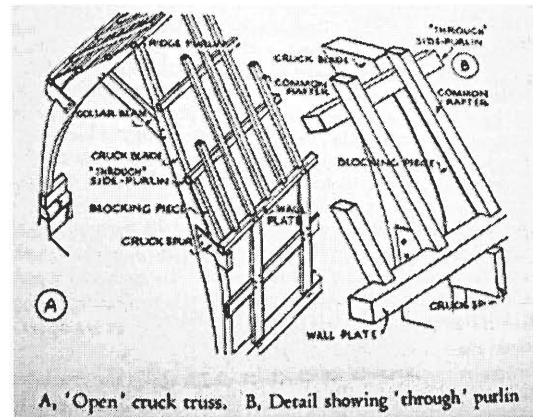 RIDGE PURLIN
COLLAR BEAM
CRUCK BLADE
"THROUGH"
SIDE-PURLIN
BLOCKING PIECE
CRUCK SPUR
COMMON
RAFTER
WALL
PLATE
A
CRUCK BLADE
"THROUGH"
SIDE-PURLIN
B
COMMON
RAFTER
BLOCKING PIECE
CRUCK SPUR
WALL PLATE
A, 'Open' cruck truss. B, Detail showing 'through' purlin